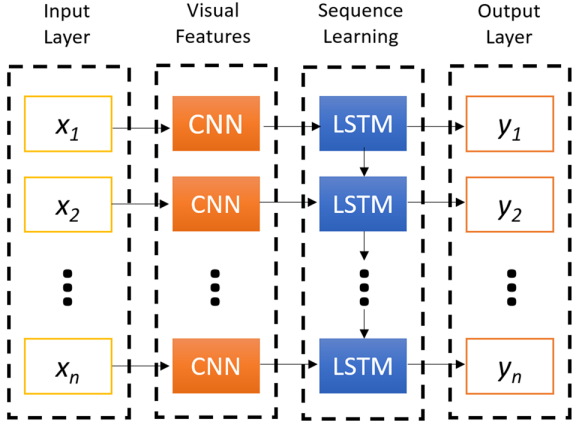 Input
Layer
Visual
Features
Sequence
Learning
Output
Layer
x1 CNN LSTM y1
x2 CNN LSTM y2
xn CNN LSTM yn